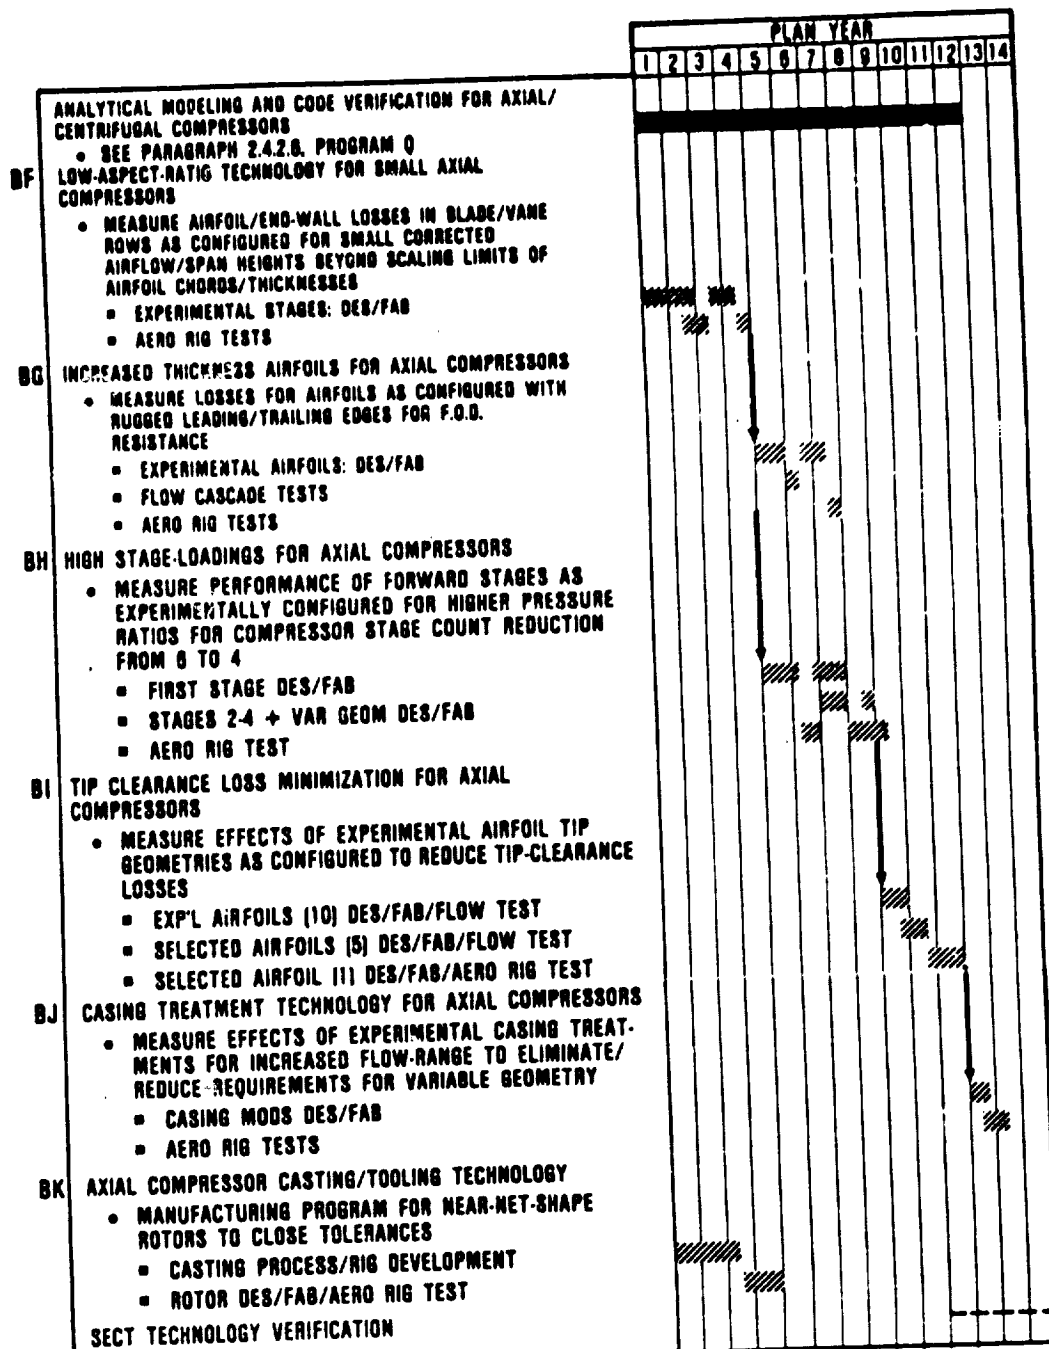 PLAN YEAR
1 2 3 4 5 6 7 8 9 10 11 12 13 14
ANALYTICAL MODELING AND CODE VERIFICATION FOR AXIAL/
CENTRIFUGAL COMPRESSORS
• SEE PARAGRAPH 2.4.2.6, PROGRAM Q
BF LOW-ASPECT-RATIO TECHNOLOGY FOR SMALL AXIAL
COMPRESSORS
• MEASURE AIRFOIL/END-WALL LOSSES IN BLADE/VANE
ROWS AS CONFIGURED FOR SMALL CORRECTED
AIRFLOW/SPAN HEIGHTS BEYOND SCALING LIMITS OF
AIRFOIL CHORDS/THICKNESSES
▪ EXPERIMENTAL STAGES: DES/FAB
▪ AERO RIG TESTS
BG INCREASED THICKNESS AIRFOILS FOR AXIAL COMPRESSORS
• MEASURE LOSSES FOR AIRFOILS AS CONFIGURED WITH
RUGGED LEADING/TRAILING EDGES FOR F.O.D.
RESISTANCE
▪ EXPERIMENTAL AIRFOILS: DES/FAB
▪ FLOW CASCADE TESTS
▪ AERO RIG TESTS
BH HIGH STAGE-LOADINGS FOR AXIAL COMPRESSORS
• MEASURE PERFORMANCE OF FORWARD STAGES AS
EXPERIMENTALLY CONFIGURED FOR HIGHER PRESSURE
RATIOS FOR COMPRESSOR STAGE COUNT REDUCTION
FROM 6 TO 4
▪ FIRST STAGE DES/FAB
▪ STAGES 2-4 + VAR GEOM DES/FAB
▪ AERO RIG TEST
BI TIP CLEARANCE LOSS MINIMIZATION FOR AXIAL
COMPRESSORS
• MEASURE EFFECTS OF EXPERIMENTAL AIRFOIL TIP
GEOMETRIES AS CONFIGURED TO REDUCE TIP-CLEARANCE
LOSSES
▪ EXP'L AIRFOILS (10) DES/FAB/FLOW TEST
▪ SELECTED AIRFOILS (5) DES/FAB/FLOW TEST
▪ SELECTED AIRFOIL (1) DES/FAB/AERO RIG TEST
BJ CASING TREATMENT TECHNOLOGY FOR AXIAL COMPRESSORS
• MEASURE EFFECTS OF EXPERIMENTAL CASING TREAT-
MENTS FOR INCREASED FLOW-RANGE TO ELIMINATE/
REDUCE REQUIREMENTS FOR VARIABLE GEOMETRY
▪ CASING MODS DES/FAB
▪ AERO RIG TESTS
BK AXIAL COMPRESSOR CASTING/TOOLING TECHNOLOGY
• MANUFACTURING PROGRAM FOR NEAR-NET-SHAPE
ROTORS TO CLOSE TOLERANCES
▪ CASTING PROCESS/RIG DEVELOPMENT
▪ ROTOR DES/FAB/AERO RIG TEST
SECT TECHNOLOGY VERIFICATION